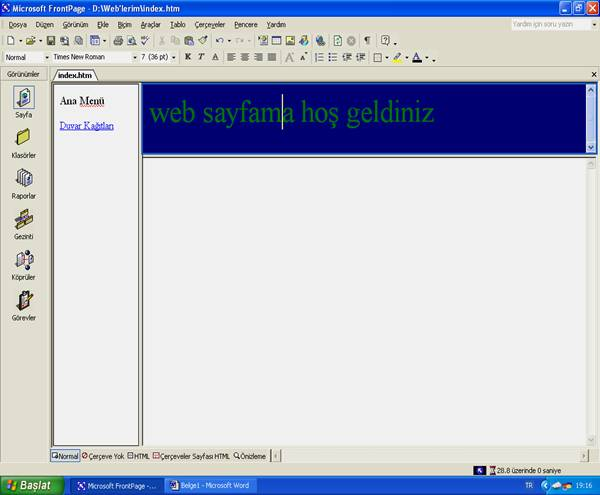 Microsoft FrontPage - D:\Web'lerim\index.htm
Dosya Düzen Görünüm Ekle Biçim Araçlar Tablo Çerçeveler Pencere Yardım
Yardım için soru yazın
Normal Times New Roman 7 (36 pt) K T A
Görünümler
index.htm
Sayfa
Klasörler
Raporlar
Gezinti
Köprüler
Görevler
Ana Menü
Duvar Kağıtları
web sayfama hoş geldiniz
Normal Çerçeve Yok HTML Çerçeveler Sayfası HTML Önizleme
28.8 üzerinde 0 saniye
Başlat Microsoft FrontPage -... Belge1 - Microsoft Word TR 19:16